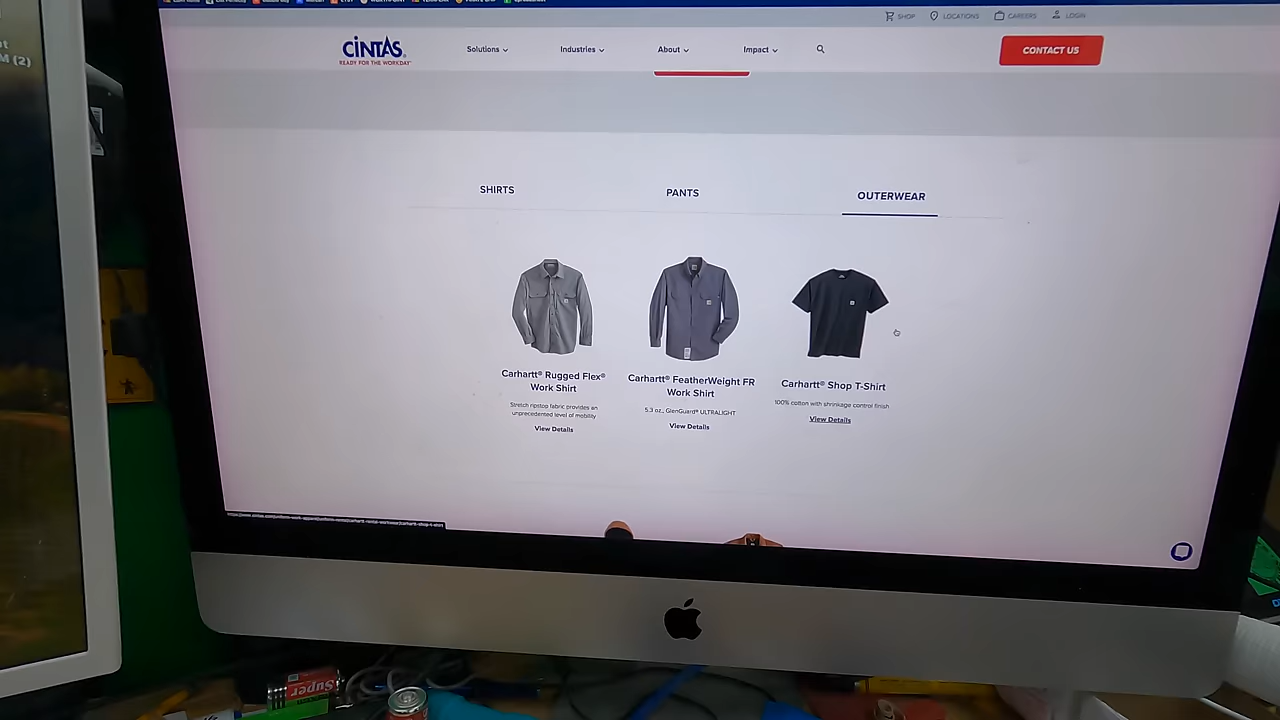 SHOP
LOCATIONS
CAREERS
LOGIN
CINTAS
READY FOR THE WORKDAY
Solutions
Industries
About
Impact
CONTACT US
SHIRTS
PANTS
OUTERWEAR
Carhartt® Rugged Flex®
Work Shirt
Stretch ripstop fabric provides an
unprecedented level of mobility
View Details
Carhartt® FeatherWeight FR
Work Shirt
5.3 oz., GlenGuard® ULTRALIGHT
View Details
Carhartt® Shop T-Shirt
100% cotton with shrinkage control finish
View Details
M (2)
Super